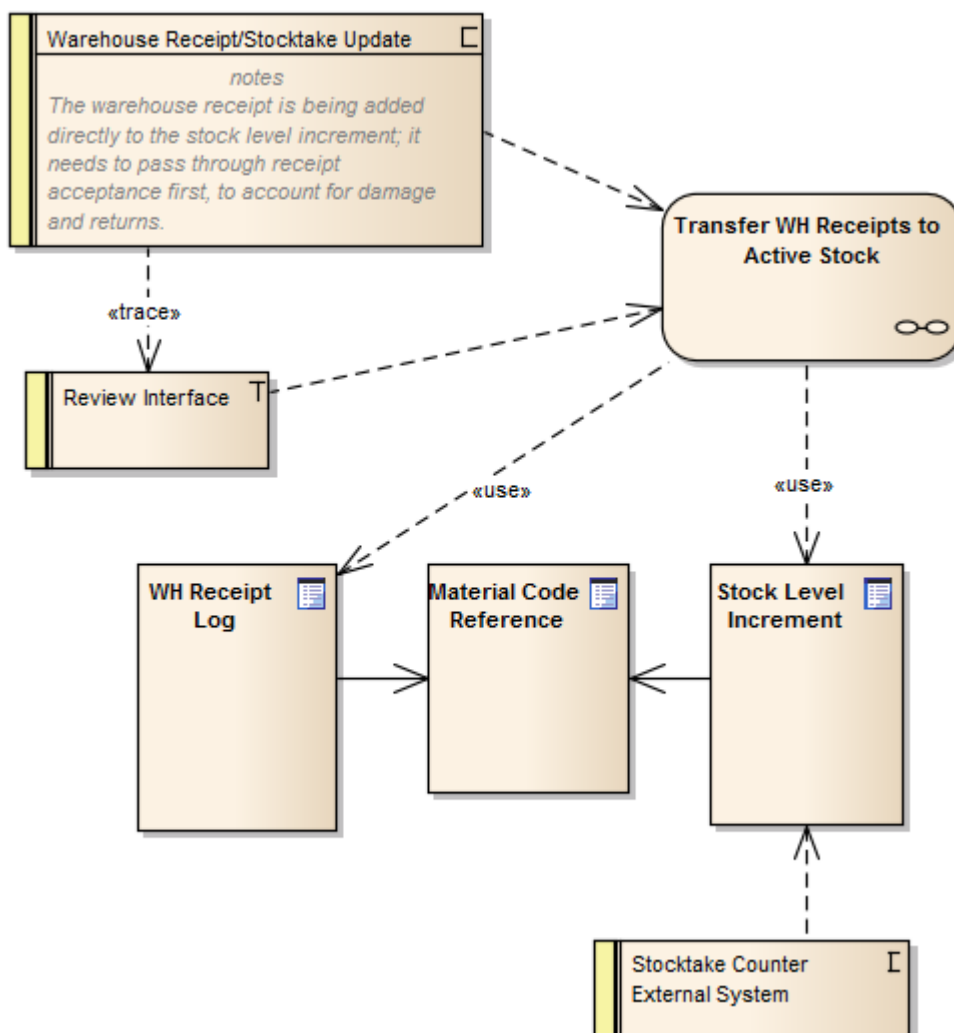 Warehouse Receipt/Stocktake Update
notes
The warehouse receipt is being added
directly to the stock level increment; it
needs to pass through receipt
acceptance first, to account for damage
and returns.
Transfer WH Receipts to
Active Stock
«trace»
Review Interface
«use»
«use»
WH Receipt
Log
Material Code
Reference
Stock Level
Increment
Stocktake Counter
External System